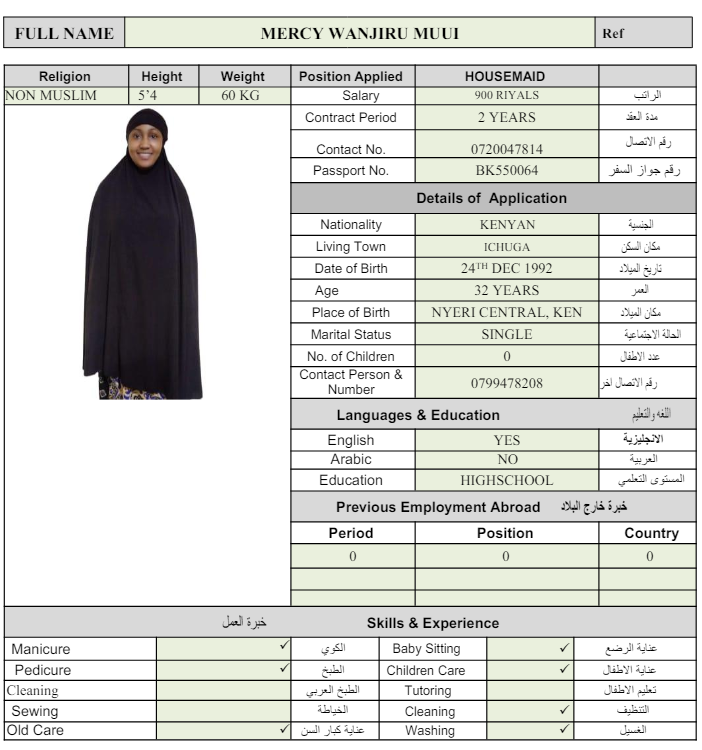 FULL NAME MERCY WANJIRU MUUI Ref
Religion Height Weight Position Applied HOUSEMAID
NON MUSLIM 5’4 60 KG Salary 900 RIYALS الراتب
Contract Period 2 YEARS مدة العقد
Contact No. 0720047814 رقم الاتصال
Passport No. BK550064 رقم جواز السفر
Details of Application
Nationality KENYAN الجنسية
Living Town ICHUGA مكان السكن
Date of Birth 24TH DEC 1992 تاريخ الميلاد
Age 32 YEARS العمر
Place of Birth NYERI CENTRAL, KEN مكان الميلاد
Marital Status SINGLE الحالة الاجتماعية
No. of Children 0 عدد الاطفال
Contact Person &
Number 0799478208 رقم الاتصال اخر
Languages & Education اللغه والتعليم
English YES الانجليزية
Arabic NO العربية
Education HIGHSCHOOL المستوى التعلمي
Previous Employment Abroad خبرة خارج البلاد
Period Position Country
0 0 0
خبرة العمل Skills & Experience
Manicure ✓ الكوي Baby Sitting ✓ عناية الرضع
Pedicure ✓ الطبخ Children Care ✓ عناية الاطفال
Cleaning الطبخ العربي Tutoring تعليم الاطفال
Sewing الخياطة Cleaning ✓ التنظيف
Old Care ✓ عناية كبار السن Washing ✓ الغسيل